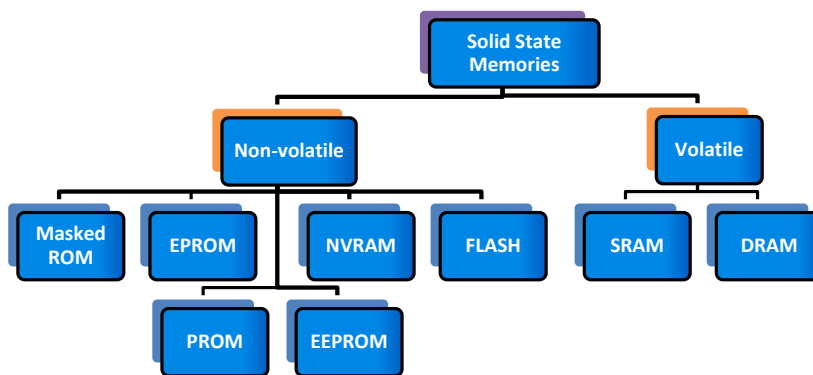 Solid State
Memories
Non-volatile
Volatile
Masked
ROM
EPROM
NVRAM
FLASH
SRAM
DRAM
PROM
EEPROM